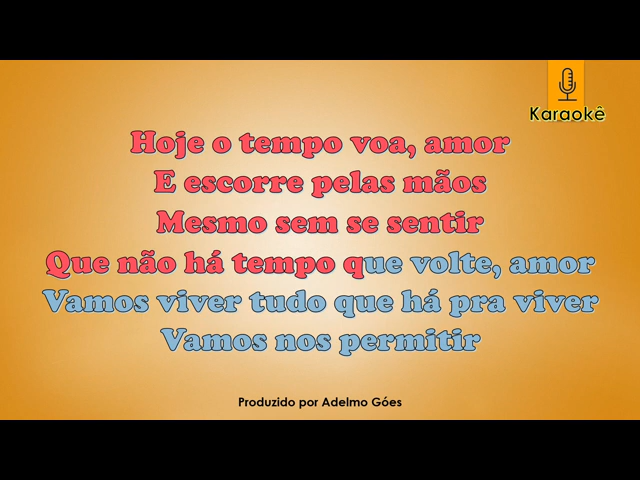 Karaokê
Hoje o tempo voa, amor
E escorre pelas mãos
Mesmo sem se sentir
Que não há tempo que volte, amor
Vamos viver tudo que há pra viver
Vamos nos permitir
Produzido por Adelmo Góes